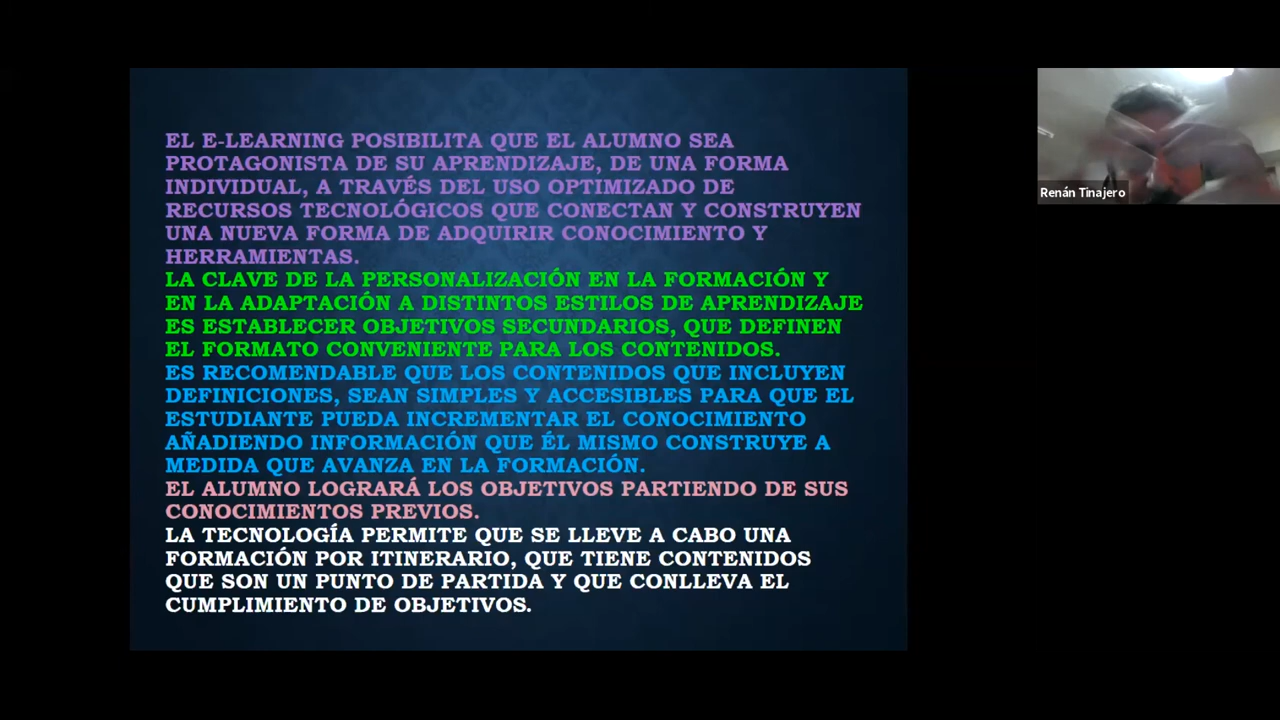 EL E-LEARNING POSIBILITA QUE EL ALUMNO SEA
PROTAGONISTA DE SU APRENDIZAJE, DE UNA FORMA
INDIVIDUAL, A TRAVÉS DEL USO OPTIMIZADO DE
RECURSOS TECNOLÓGICOS QUE CONECTAN Y CONSTRUYEN
UNA NUEVA FORMA DE ADQUIRIR CONOCIMIENTO Y
HERRAMIENTAS.
LA CLAVE DE LA PERSONALIZACIÓN EN LA FORMACIÓN Y
EN LA ADAPTACIÓN A DISTINTOS ESTILOS DE APRENDIZAJE
ES ESTABLECER OBJETIVOS SECUNDARIOS, QUE DEFINEN
EL FORMATO CONVENIENTE PARA LOS CONTENIDOS.
ES RECOMENDABLE QUE LOS CONTENIDOS QUE INCLUYEN
DEFINICIONES, SEAN SIMPLES Y ACCESIBLES PARA QUE EL
ESTUDIANTE PUEDA INCREMENTAR EL CONOCIMIENTO
AÑADIENDO INFORMACIÓN QUE ÉL MISMO CONSTRUYE A
MEDIDA QUE AVANZA EN LA FORMACIÓN.
EL ALUMNO LOGRARÁ LOS OBJETIVOS PARTIENDO DE SUS
CONOCIMIENTOS PREVIOS.
LA TECNOLOGÍA PERMITE QUE SE LLEVE A CABO UNA
FORMACIÓN POR ITINERARIO, QUE TIENE CONTENIDOS
QUE SON UN PUNTO DE PARTIDA Y QUE CONLLEVA EL
CUMPLIMIENTO DE OBJETIVOS.
Renán Tinajero